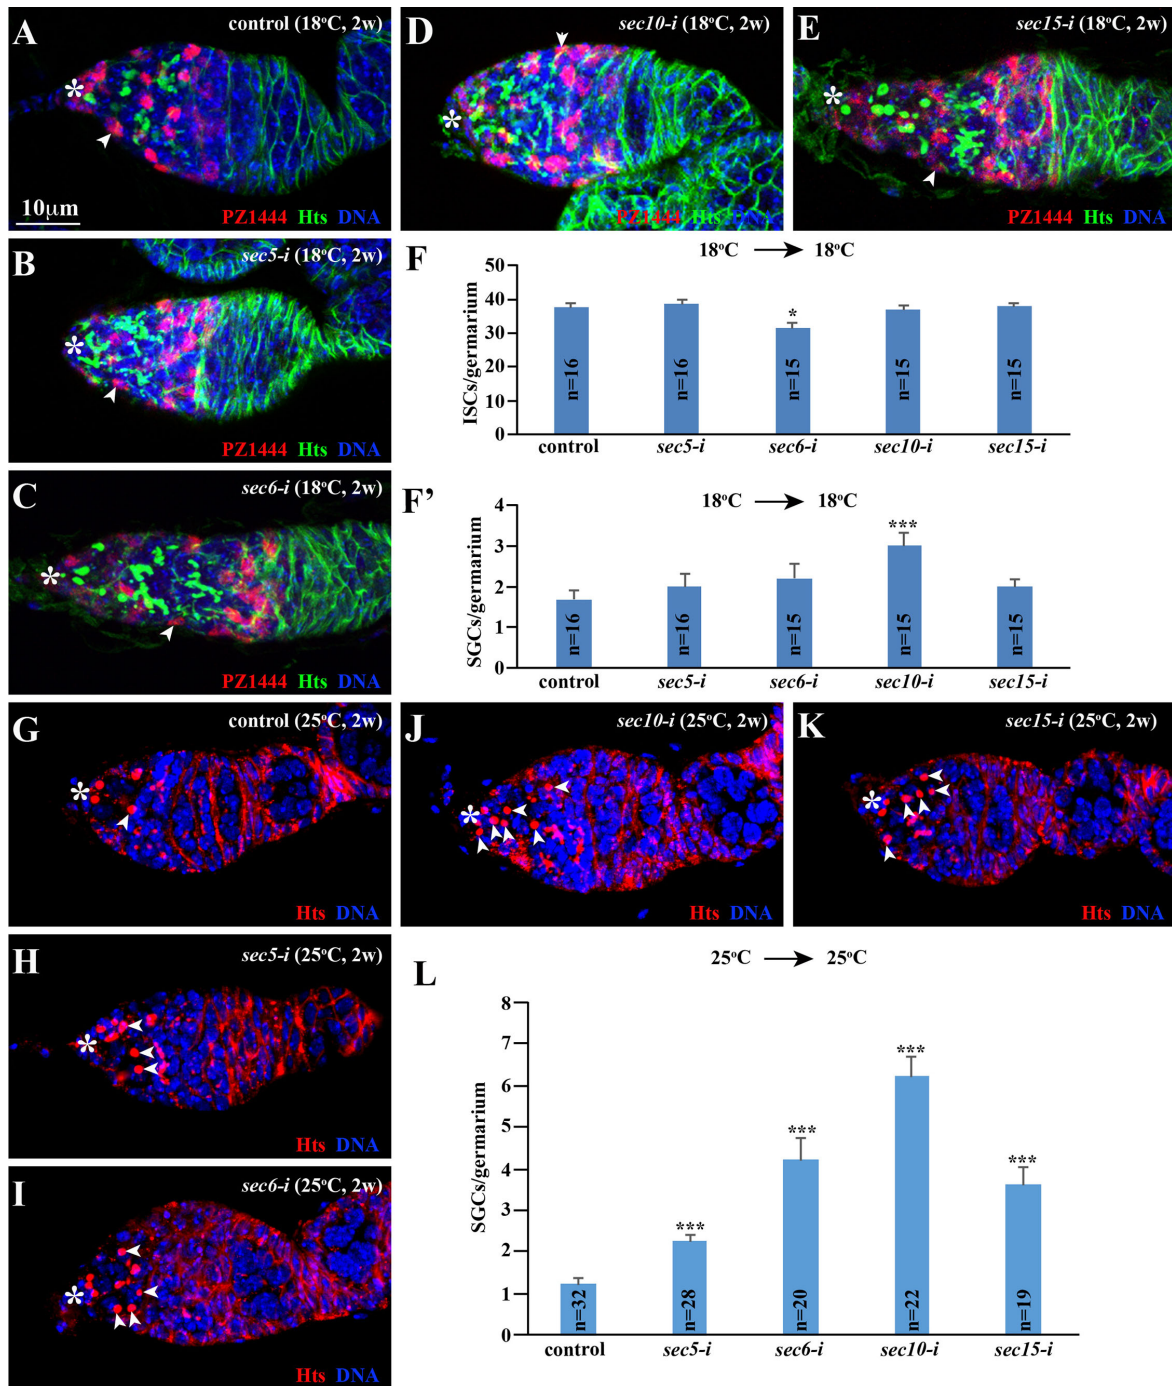 A
control (18°C, 2w)
*
10μm
PZ1444 Hts DNA
D
sec10-i (18°C, 2w)
*
PZ1444 Hts DNA
E
sec15-i (18°C, 2w)
*
PZ1444 Hts DNA
B
sec5-i (18°C, 2w)
*
PZ1444 Hts DNA
C
sec6-i (18°C, 2w)
*
PZ1444 Hts DNA
F
18°C → 18°C
ISCs/germarium
50
40
30
20
10
0
*
n=16
n=16
n=15
n=15
n=15
control
sec5-i
sec6-i
sec10-i
sec15-i
F’
18°C → 18°C
SGCs/germarium
4
3
2
1
0
***
n=16
n=16
n=15
n=15
n=15
control
sec5-i
sec6-i
sec10-i
sec15-i
G
control (25°C, 2w)
*
Hts DNA
J
sec10-i (25°C, 2w)
*
Hts DNA
K
sec15-i (25°C, 2w)
*
Hts DNA
H
sec5-i (25°C, 2w)
*
Hts DNA
I
sec6-i (25°C, 2w)
*
Hts DNA
L
25°C → 25°C
SGCs/germarium
8
7
6
5
4
3
2
1
0
***
***
***
***
n=32
n=28
n=20
n=22
n=19
control
sec5-i
sec6-i
sec10-i
sec15-i